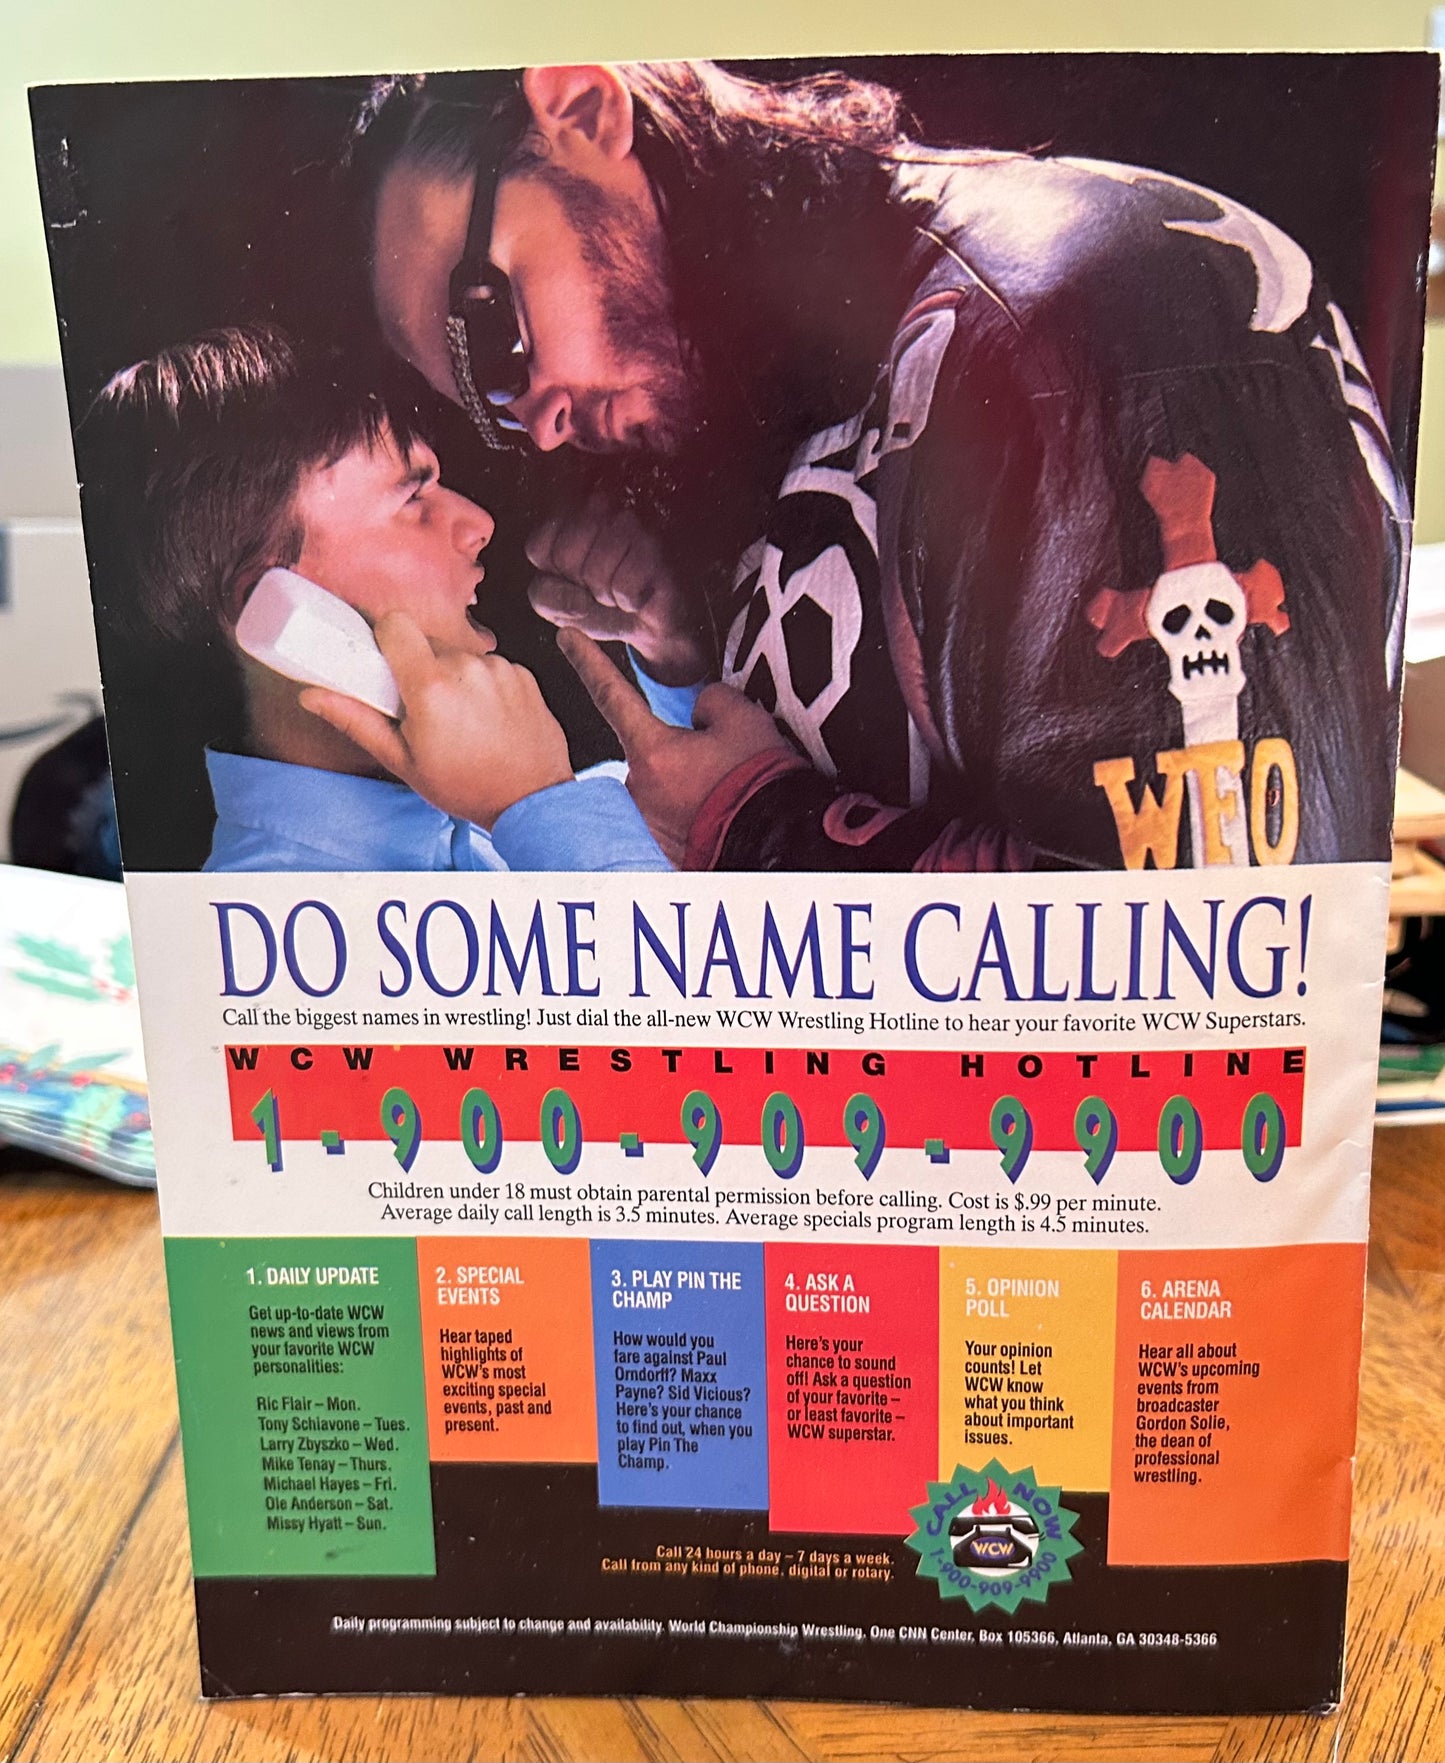 WFO
DO SOME NAME CALLING!
Call the biggest names in wrestling! Just dial the all-new WCW Wrestling Hotline to hear your favorite WCW Superstars.
WCW WRESTLING HOTLINE
1-900-909-9900
Children under 18 must obtain parental permission before calling. Cost is $.99 per minute.
Average daily call length is 3.5 minutes. Average specials program length is 4.5 minutes.
1. DAILY UPDATE
Get up-to-date WCW
news and views from
your favorite WCW
personalities:
Ric Flair – Mon.
Tony Schiavone – Tues.
Larry Zbyszko – Wed.
Mike Tenay – Thurs.
Michael Hayes – Fri.
Ole Anderson – Sat.
Missy Hyatt – Sun.
2. SPECIAL
EVENTS
Hear taped
highlights of
WCW's most
exciting special
events, past and
present.
3. PLAY PIN THE
CHAMP
How would you
fare against Paul
Orndorff? Maxx
Payne? Sid Vicious?
Here's your chance
to find out, when you
play Pin The
Champ.
4. ASK A
QUESTION
Here's your
chance to sound
off! Ask a question
of your favorite –
or least favorite –
WCW superstar.
5. OPINION
POLL
Your opinion
counts! Let
WCW know
what you think
about important
issues.
6. ARENA
CALENDAR
Hear all about
WCW's upcoming
events from
broadcaster
Gordon Solie,
the dean of
professional
wrestling.
CALL NOW
WCW
1-900-909-9900
Call 24 hours a day – 7 days a week.
Call from any kind of phone, digital or rotary.
Daily programming subject to change and availability. World Championship Wrestling, One CNN Center, Box 105366, Atlanta, GA 30348-5366